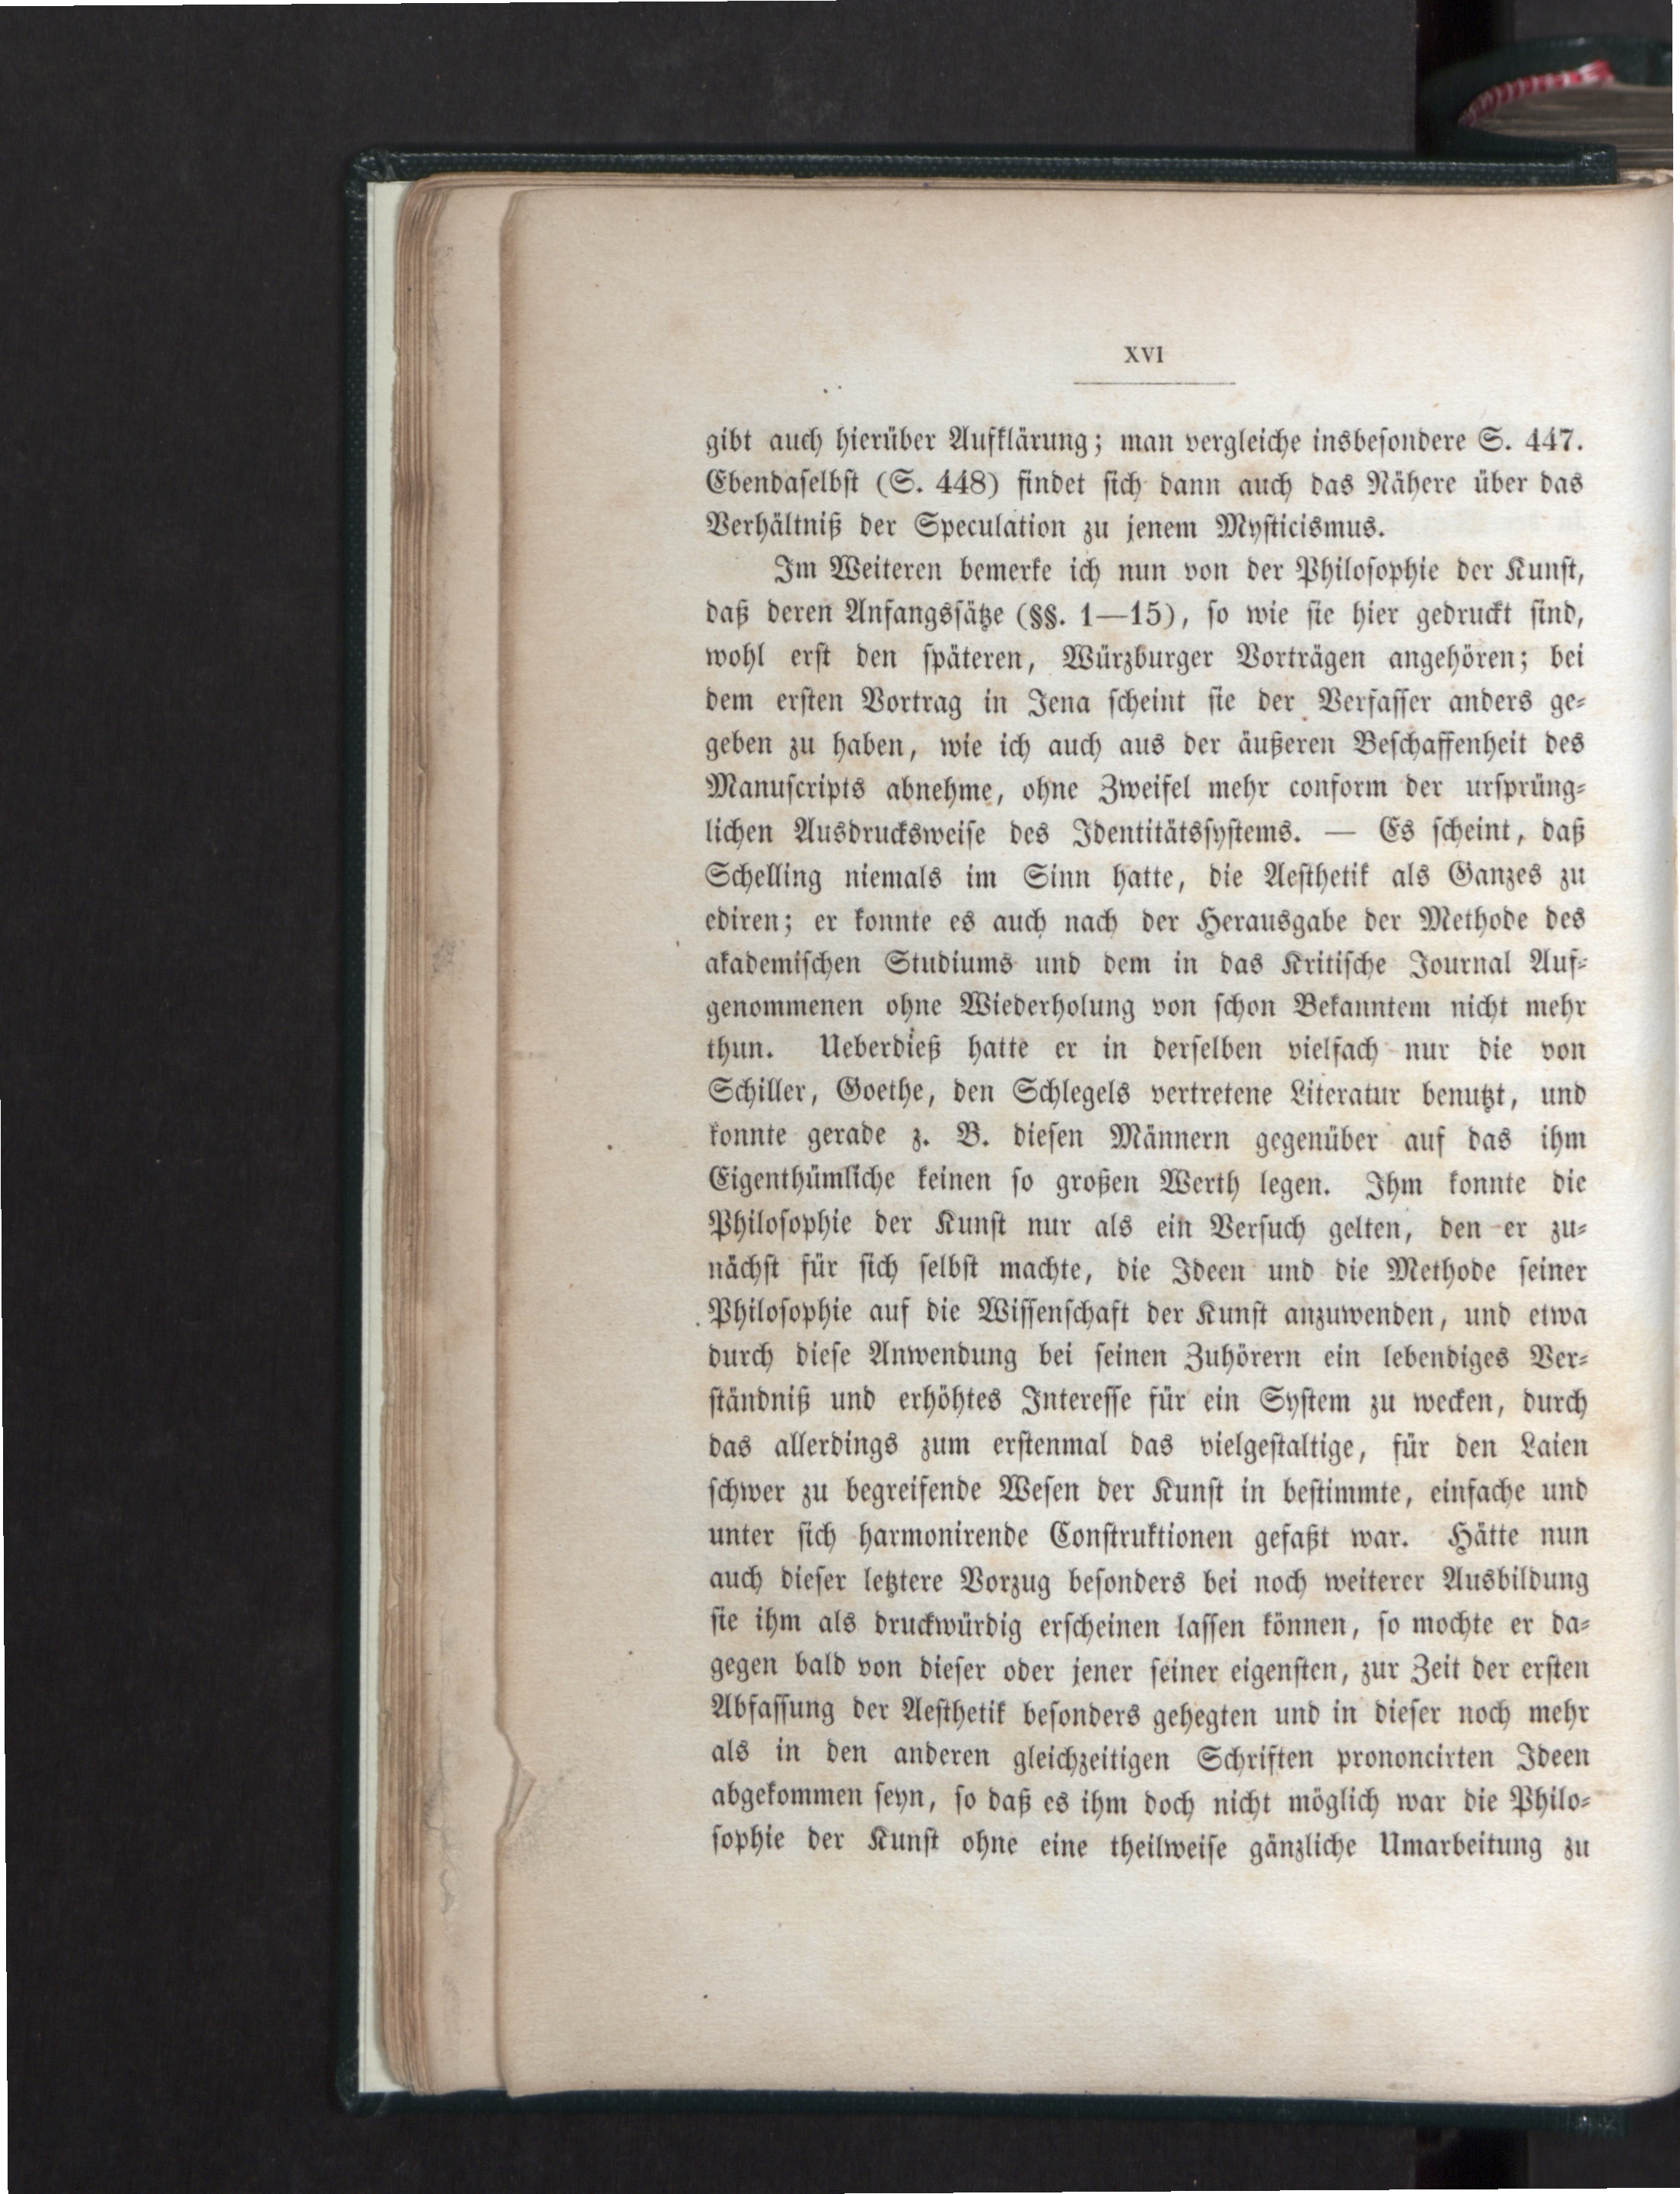 XVI
gibt auch hierüber Aufklärung; man vergleiche insbesondere S. 447.
Ebendaselbst (S. 448) findet sich dann auch das Nähere über das
Verhältniß der Speculation zu jenem Mysticismus.
Im Weiteren bemerke ich nun von der Philosophie der Kunst,
daß deren Anfangssätze (§§. 1—15), so wie sie hier gedruckt sind,
wohl erst den späteren, Würzburger Vorträgen angehören; bei
dem ersten Vortrag in Jena scheint sie der Verfasser anders ge-
geben zu haben, wie ich auch aus der äußeren Beschaffenheit des
Manuscripts abnehme, ohne Zweifel mehr conform der ursprüng-
lichen Ausdrucksweise des Identitätssystems. — Es scheint, daß
Schelling niemals im Sinn hatte, die Aesthetik als Ganzes zu
ediren; er konnte es auch nach der Herausgabe der Methode des
akademischen Studiums und dem in das Kritische Journal Auf-
genommenen ohne Wiederholung von schon Bekanntem nicht mehr
thun. Ueberdieß hatte er in derselben vielfach nur die von
Schiller, Goethe, den Schlegels vertretene Literatur benutzt, und
konnte gerade z. B. diesen Männern gegenüber auf das ihm
Eigenthümliche keinen so großen Werth legen. Ihm konnte die
Philosophie der Kunst nur als ein Versuch gelten, den er zu-
nächst für sich selbst machte, die Ideen und die Methode seiner
Philosophie auf die Wissenschaft der Kunst anzuwenden, und etwa
durch diese Anwendung bei seinen Zuhörern ein lebendiges Ver-
ständniß und erhöhtes Interesse für ein System zu wecken, durch
das allerdings zum erstenmal das vielgestaltige, für den Laien
schwer zu begreifende Wesen der Kunst in bestimmte, einfache und
unter sich harmonirende Construktionen gefaßt war. Hätte nun
auch dieser letztere Vorzug besonders bei noch weiterer Ausbildung
sie ihm als druckwürdig erscheinen lassen können, so mochte er da-
gegen bald von dieser oder jener seiner eigensten, zur Zeit der ersten
Abfassung der Aesthetik besonders gehegten und in dieser noch mehr
als in den anderen gleichzeitigen Schriften prononcirten Ideen
abgekommen seyn, so daß es ihm doch nicht möglich war die Philo-
sophie der Kunst ohne eine theilweise gänzliche Umarbeitung zu